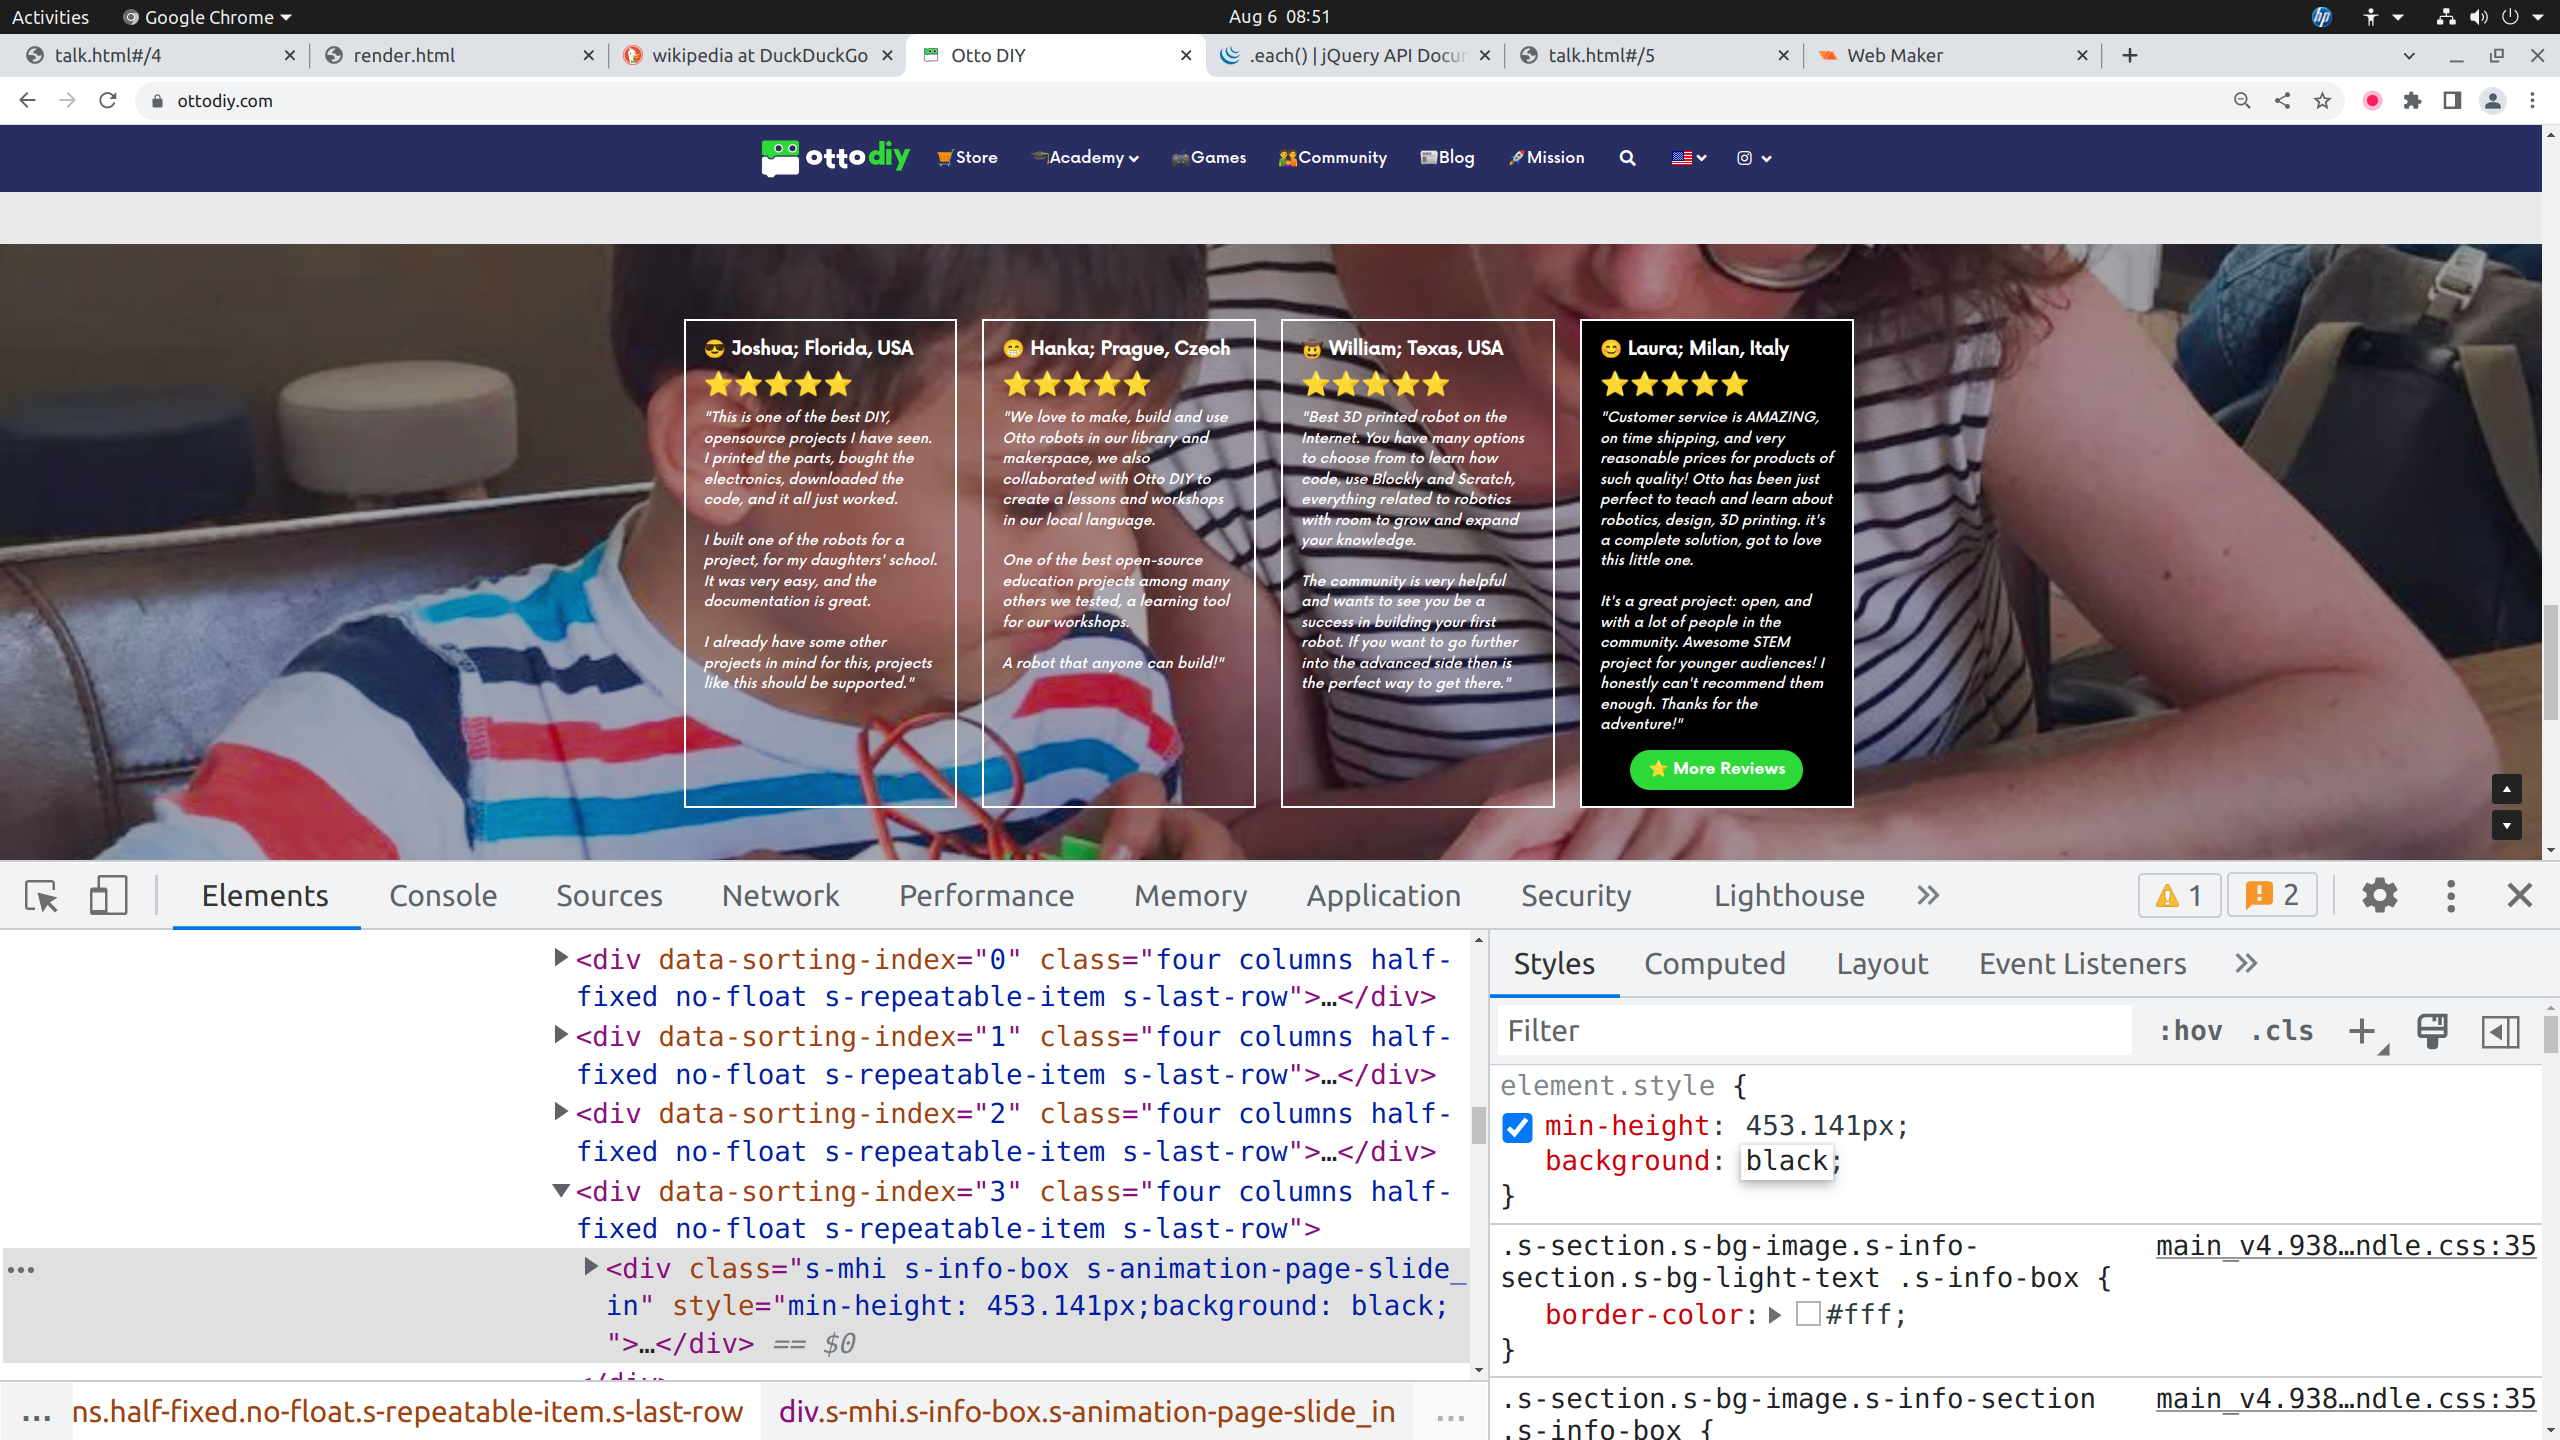 Activities
Google Chrome
Aug 6 08:51
talk.html#/4
render.html
wikipedia at DuckDuckGo
Otto DIY
.each() | jQuery API Docum
talk.html#/5
Web Maker
ottodiy.com
otto diy
🛒Store
🎓Academy
🎮Games
👫Community
📰Blog
🚀Mission
😎 Joshua; Florida, USA
⭐⭐⭐⭐⭐
"This is one of the best DIY,
opensource projects I have seen.
I printed the parts, bought the
electronics, downloaded the
code, and it all just worked.
I built one of the robots for a
project, for my daughters' school.
It was very easy, and the
documentation is great.
I already have some other
projects in mind for this, projects
like this should be supported."
😁 Hanka; Prague, Czech
⭐⭐⭐⭐⭐
"We love to make, build and use
Otto robots in our library and
makerspace, we also
collaborated with Otto DIY to
create a lessons and workshops
in our local language.
One of the best open-source
education projects among many
others we tested, a learning tool
for our workshops.
A robot that anyone can build!"
🤠 William; Texas, USA
⭐⭐⭐⭐⭐
"Best 3D printed robot on the
Internet. You have many options
to choose from to learn how
code, use Blockly and Scratch,
everything related to robotics
with room to grow and expand
your knowledge.
The community is very helpful
and wants to see you be a
success in building your first
robot. If you want to go further
into the advanced side then is
the perfect way to get there."
😊 Laura; Milan, Italy
⭐⭐⭐⭐⭐
"Customer service is AMAZING,
on time shipping, and very
reasonable prices for products of
such quality! Otto has been just
perfect to teach and learn about
robotics, design, 3D printing. it's
a complete solution, got to love
this little one.
It's a great project: open, and
with a lot of people in the
community. Awesome STEM
project for younger audiences! I
honestly can't recommend them
enough. Thanks for the
adventure!"
⭐ More Reviews
Elements
Console
Sources
Network
Performance
Memory
Application
Security
Lighthouse
1
2
<div data-sorting-index="0" class="four columns half-
fixed no-float s-repeatable-item s-last-row">…</div>
<div data-sorting-index="1" class="four columns half-
fixed no-float s-repeatable-item s-last-row">…</div>
<div data-sorting-index="2" class="four columns half-
fixed no-float s-repeatable-item s-last-row">…</div>
<div data-sorting-index="3" class="four columns half-
fixed no-float s-repeatable-item s-last-row">
<div class="s-mhi s-info-box s-animation-page-slide_
in" style="min-height: 453.141px;background: black;
">…</div> == $0
</div>
… ns.half-fixed.no-float.s-repeatable-item.s-last-row
div.s-mhi.s-info-box.s-animation-page-slide_in …
Styles
Computed
Layout
Event Listeners
Filter
:hov
.cls
element.style {
min-height: 453.141px;
background: black;
}
.s-section.s-bg-image.s-info-
main_v4.938…ndle.css:35
section.s-bg-light-text .s-info-box {
border-color: #fff;
}
.s-section.s-bg-image.s-info-section
main_v4.938…ndle.css:35
.s-info-box {